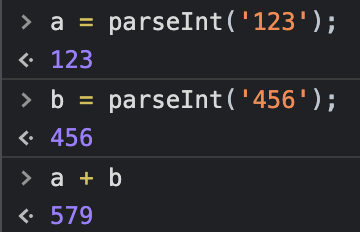 > a = parseInt('123');
<· 123
> b = parseInt('456');
<· 456
> a + b
<· 579